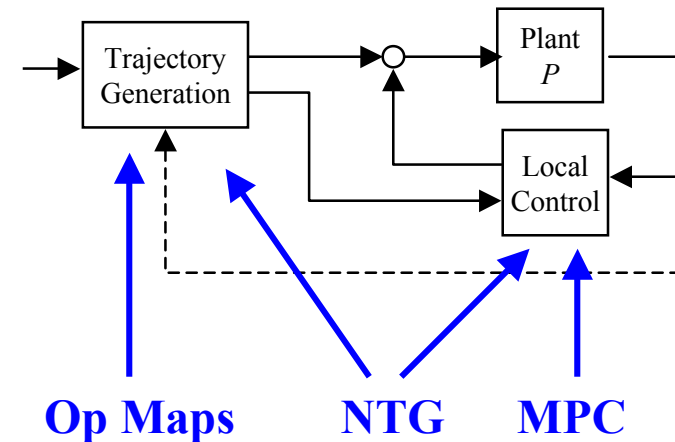 Trajectory
Generation
Plant
P
Local
Control
Op Maps
NTG
MPC